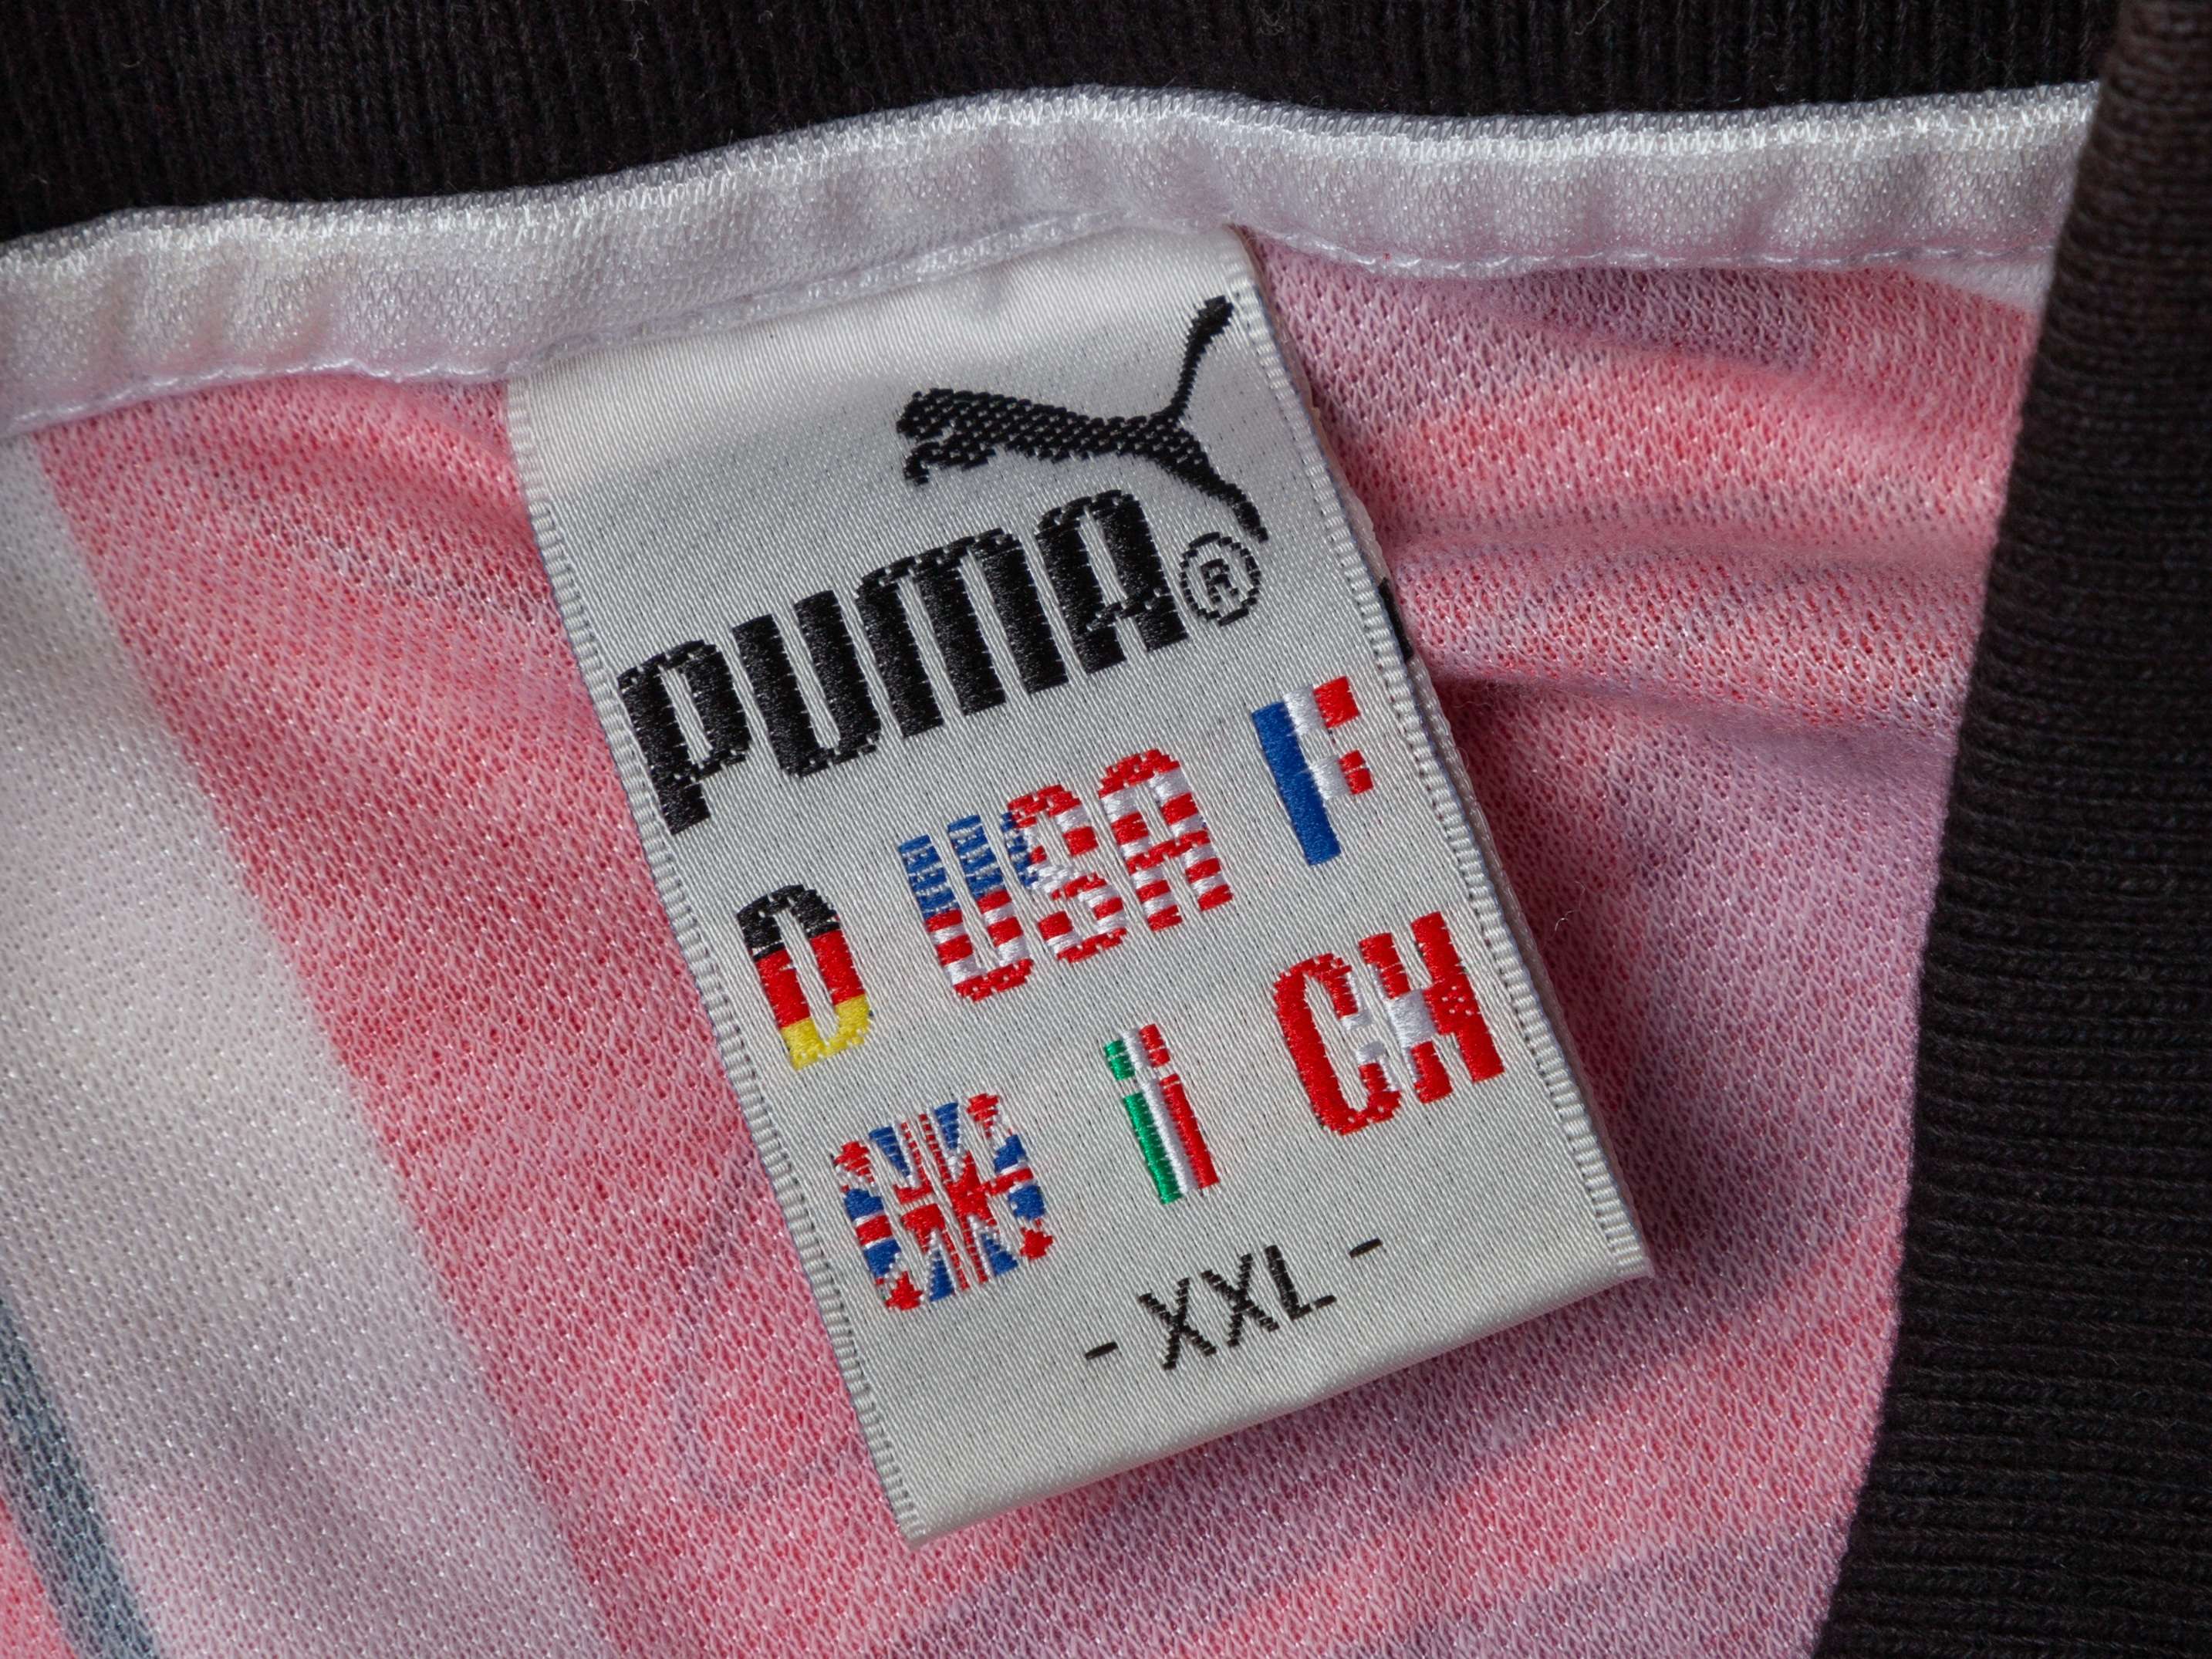 PUMA®
D USA F
GB i CH
- XXL -